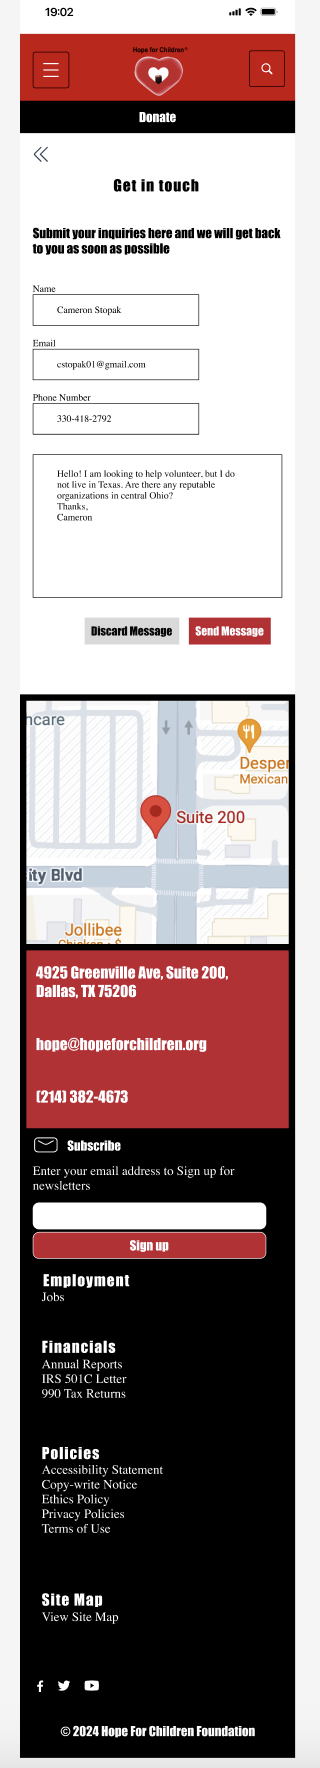 19:02
Hope for Children®
Donate
Get in touch
Submit your inquiries here and we will get back
to you as soon as possible
Name
Cameron Stopak
Email
cstopak01@gmail.com
Phone Number
330-418-2792
Hello! I am looking to help volunteer, but I do
not live in Texas. Are there any reputable
organizations in central Ohio?
Thanks,
Cameron
Discard Message
Send Message
ncare
Desper
Mexican
Suite 200
ity Blvd
Jollibee
Chicken • $
4925 Greenville Ave, Suite 200,
Dallas, TX 75206
hope@hopeforchildren.org
(214) 382-4673
Subscribe
Enter your email address to Sign up for
newsletters
Sign up
Employment
Jobs
Financials
Annual Reports
IRS 501C Letter
990 Tax Returns
Policies
Accessibility Statement
Copy-write Notice
Ethics Policy
Privacy Policies
Terms of Use
Site Map
View Site Map
© 2024 Hope For Children Foundation